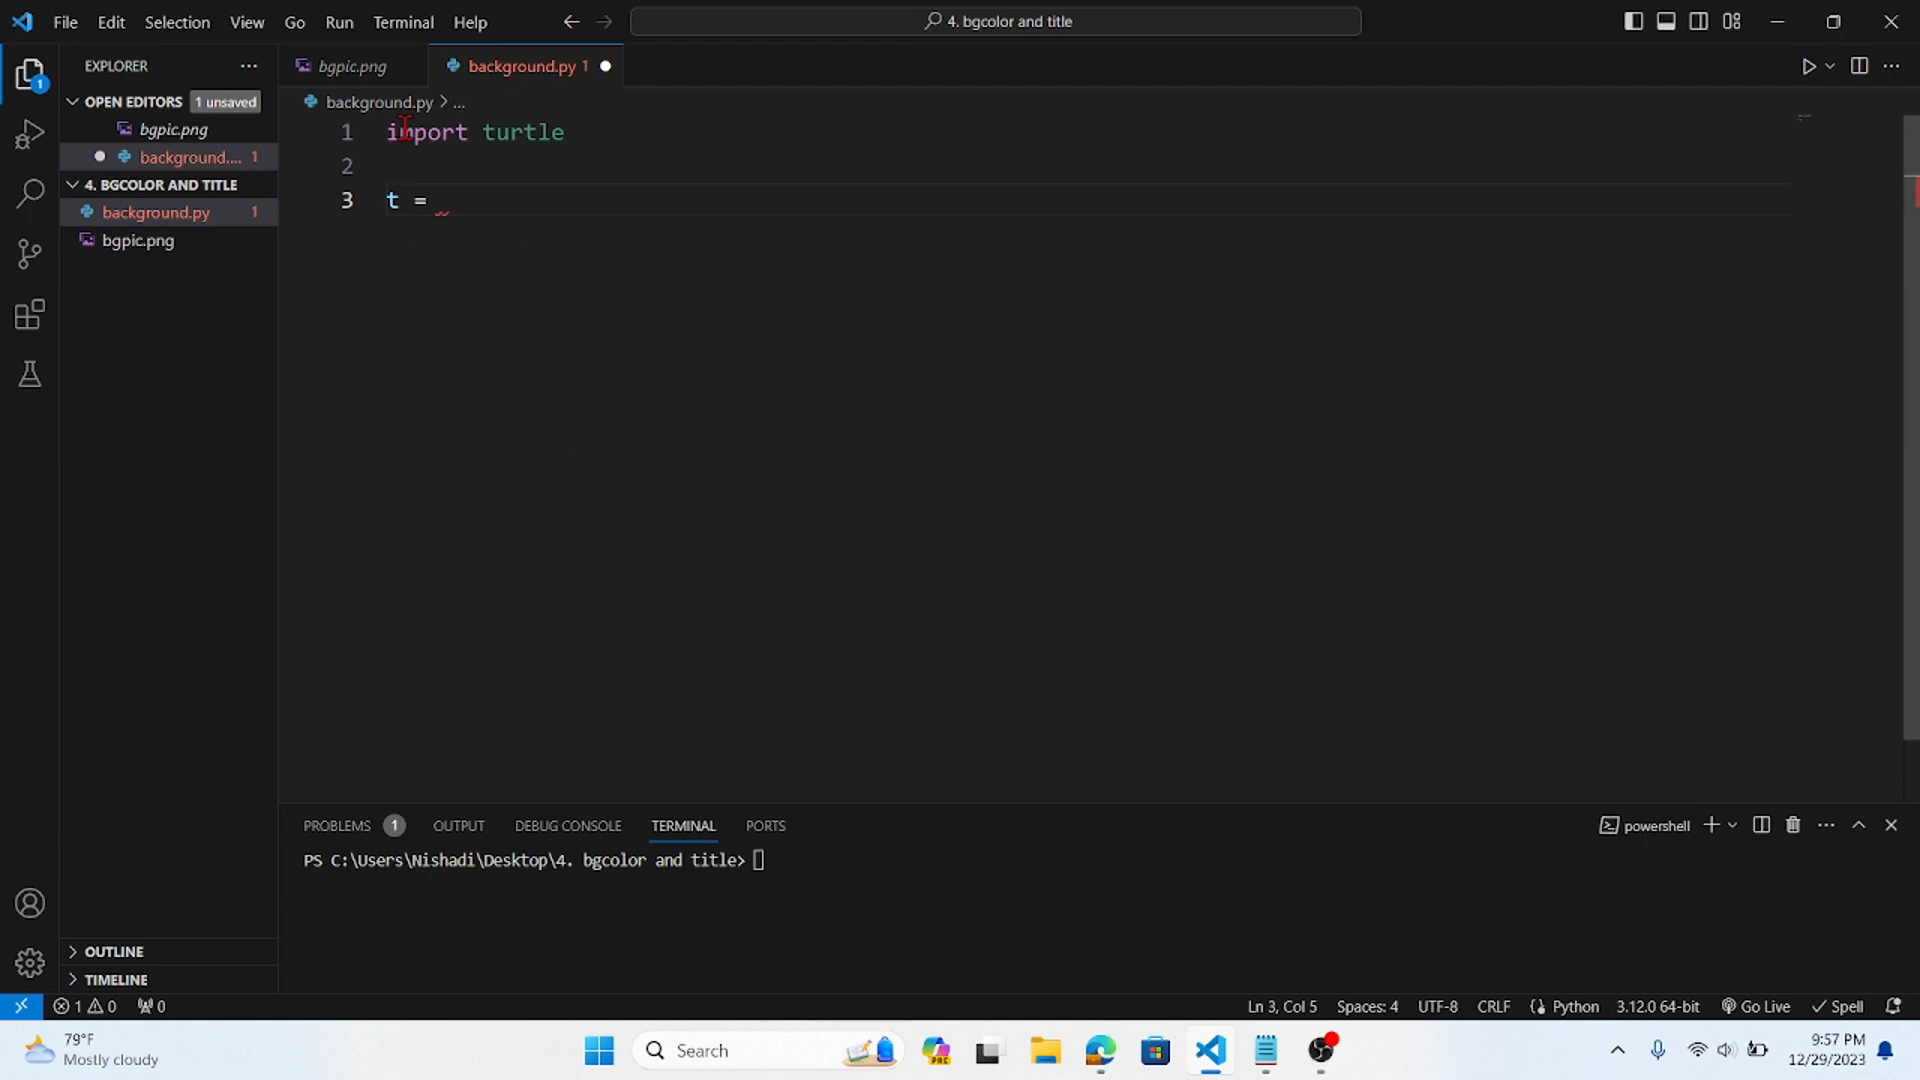 File Edit Selection View Go Run Terminal Help
4. bgcolor and title
EXPLORER
bgpic.png
background.py 1
OPEN EDITORS 1 unsaved
background.py > ...
bgpic.png
background.... 1
4. BGCOLOR AND TITLE
background.py 1
bgpic.png
1 import turtle
2
3 t =
1
PROBLEMS 1 OUTPUT DEBUG CONSOLE TERMINAL PORTS
powershell
PS C:\Users\Nishadi\Desktop\4. bgcolor and title>
OUTLINE
TIMELINE
1 0 0
Ln 3, Col 5 Spaces: 4 UTF-8 CRLF Python 3.12.0 64-bit Go Live Spell
79°F
Mostly cloudy
Search
PRE
9:57 PM
12/29/2023